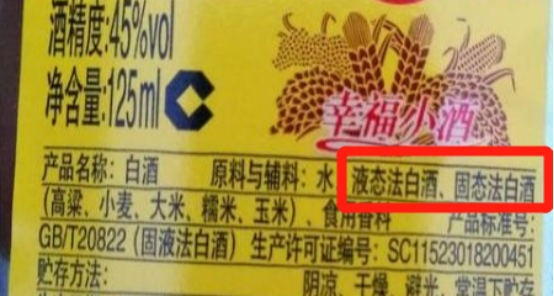 酒精度:45%vol
净含量:125ml
幸福小酒
产品名称：白酒 原料与辅料：水、液态法白酒、固态法白酒
(高粱、小麦、大米、糯米、玉米)、食用香料 产品标准号:
GB/T20822 (固液法白酒) 生产许可证编号：SC11523018200451
贮存方法： 阴凉、干燥、避光、常温下贮存